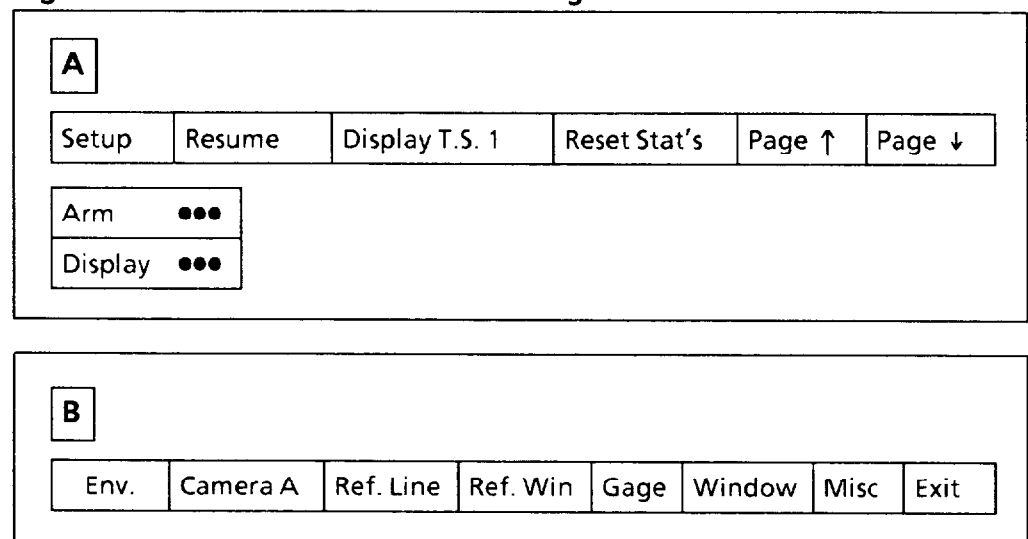 A
Setup Resume Display T.S. 1 Reset Stat's Page ↑ Page ↓
Arm ●●●
Display ●●●
B
Env. Camera A Ref. Line Ref. Win Gage Window Misc Exit